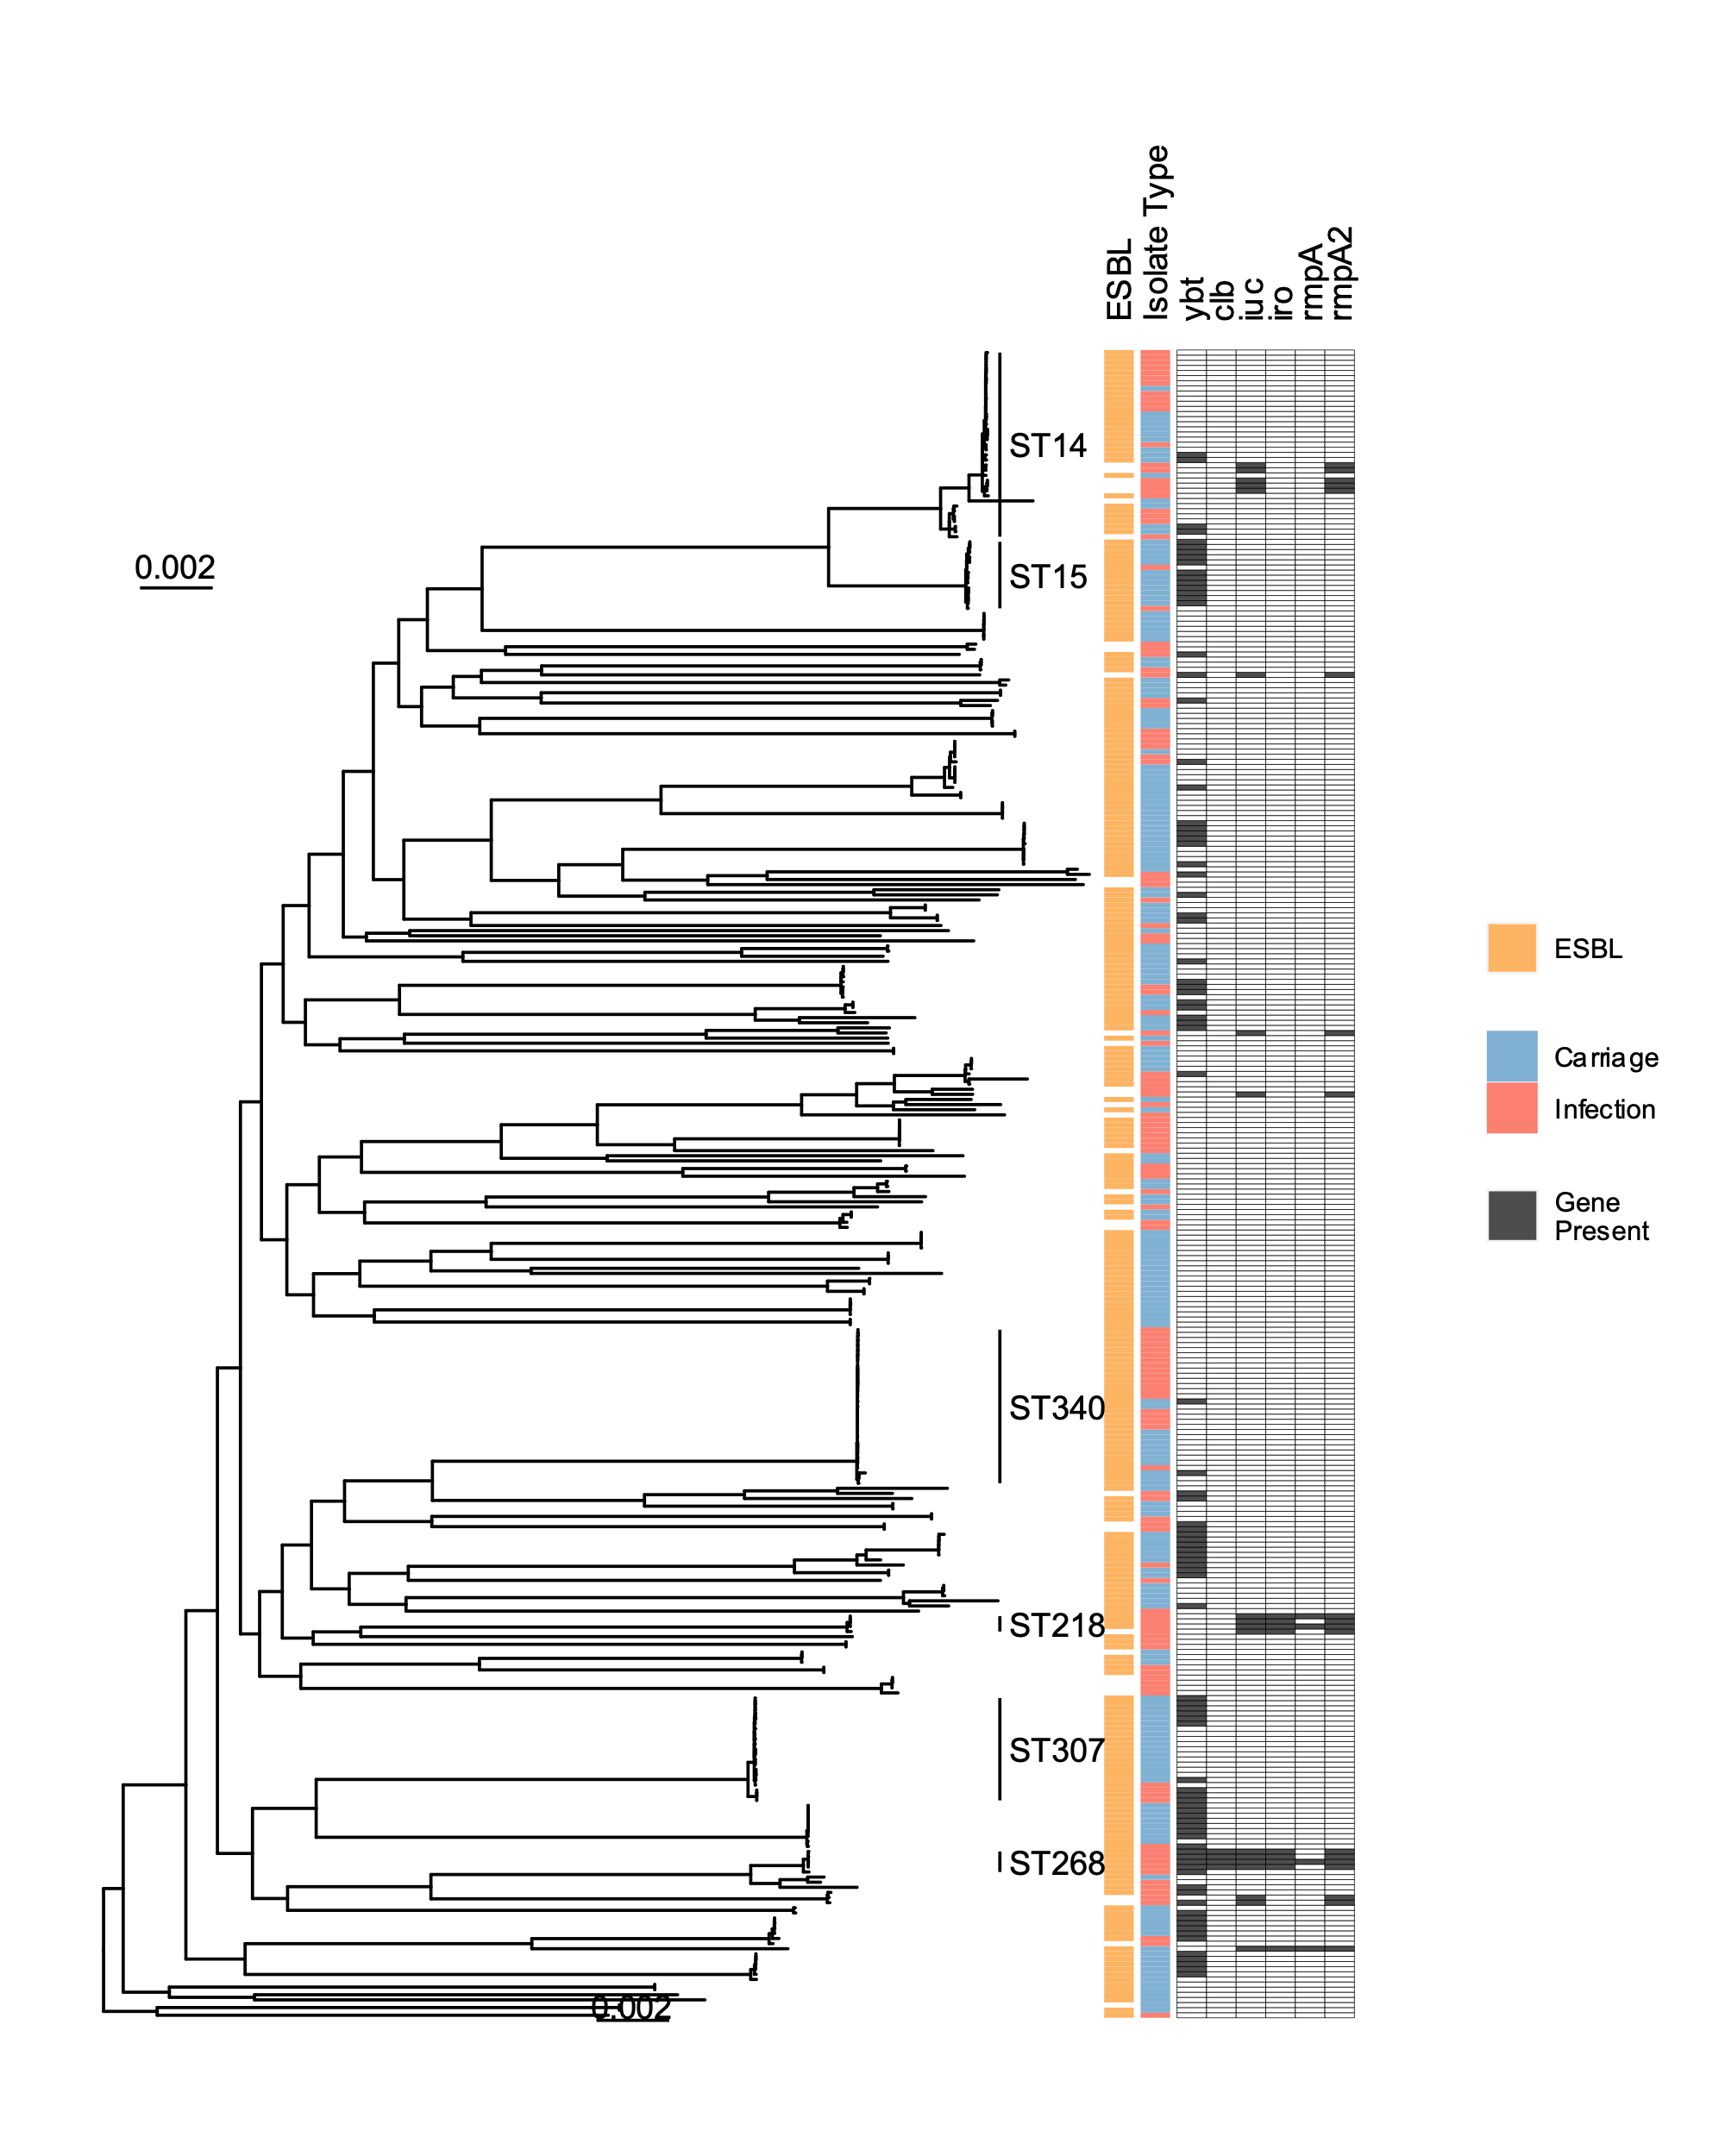 ESBL
Isolate Type
ybt
clb
iuc
iro
rmpA
rmpA2
ST14
0.002
ST15
ESBL
Carriage
Infection
Gene
Present
ST340
ST218
ST307
ST268
0.002